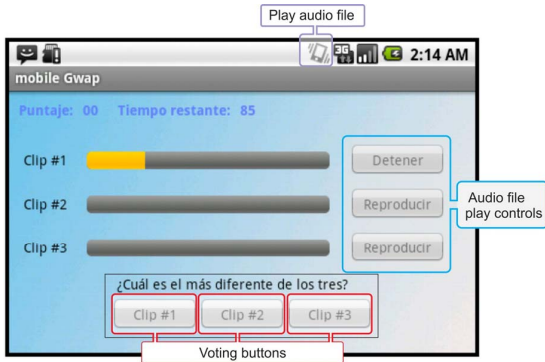 Play audio file
3G 2:14 AM
mobile Gwap
Puntaje: 00 Tiempo restante: 85
Clip #1 Detener
Clip #2 Reproducir
Clip #3 Reproducir
Audio file
play controls
¿Cuál es el más diferente de los tres?
Clip #1 Clip #2 Clip #3
Voting buttons